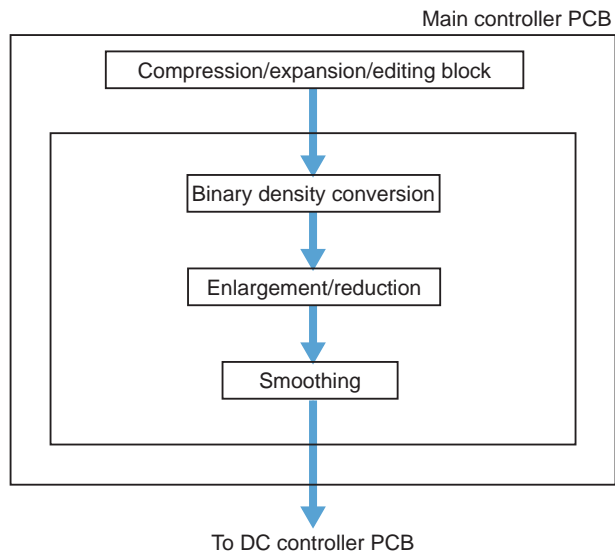 Main controller PCB
Compression/expansion/editing block
Binary density conversion
Enlargement/reduction
Smoothing
To DC controller PCB